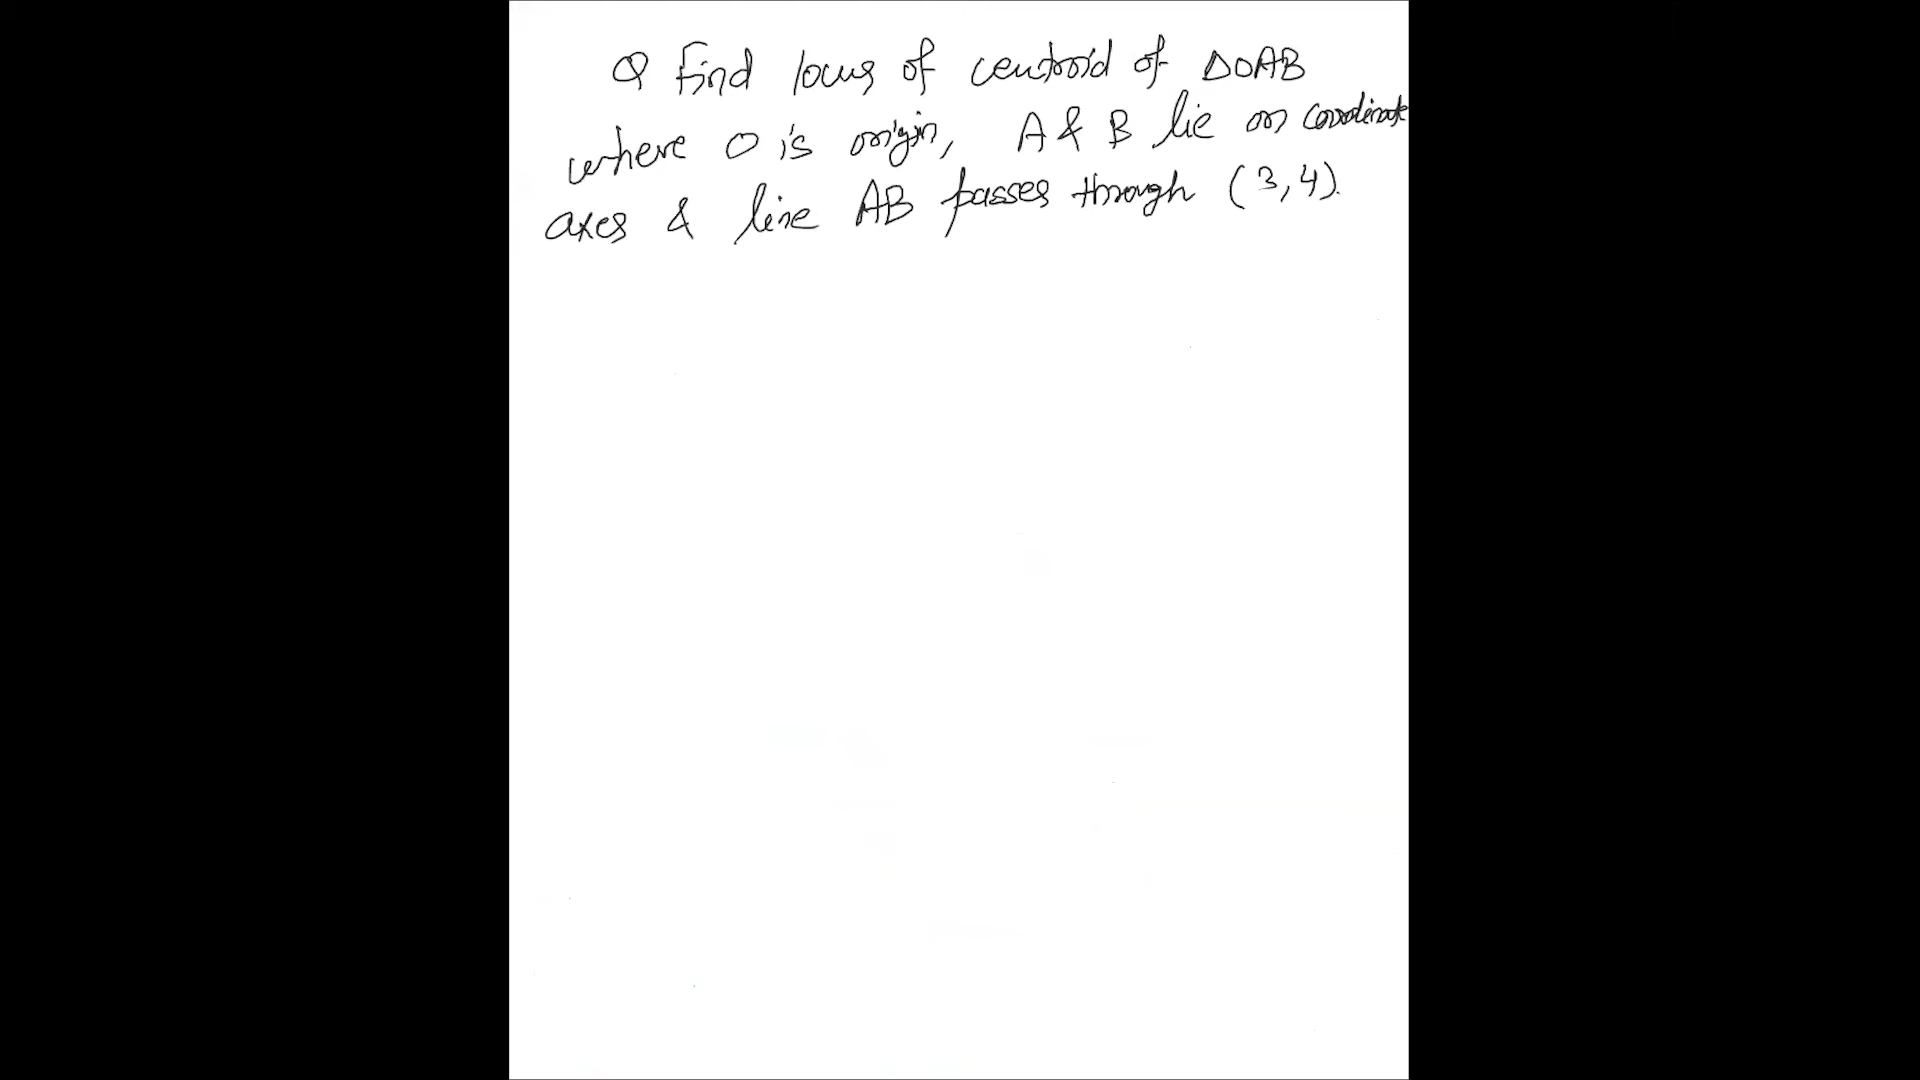 Q Find locus of centroid of ΔOAB
where O is origin, A & B lie on coordinate
axes & line AB passes through (3,4).